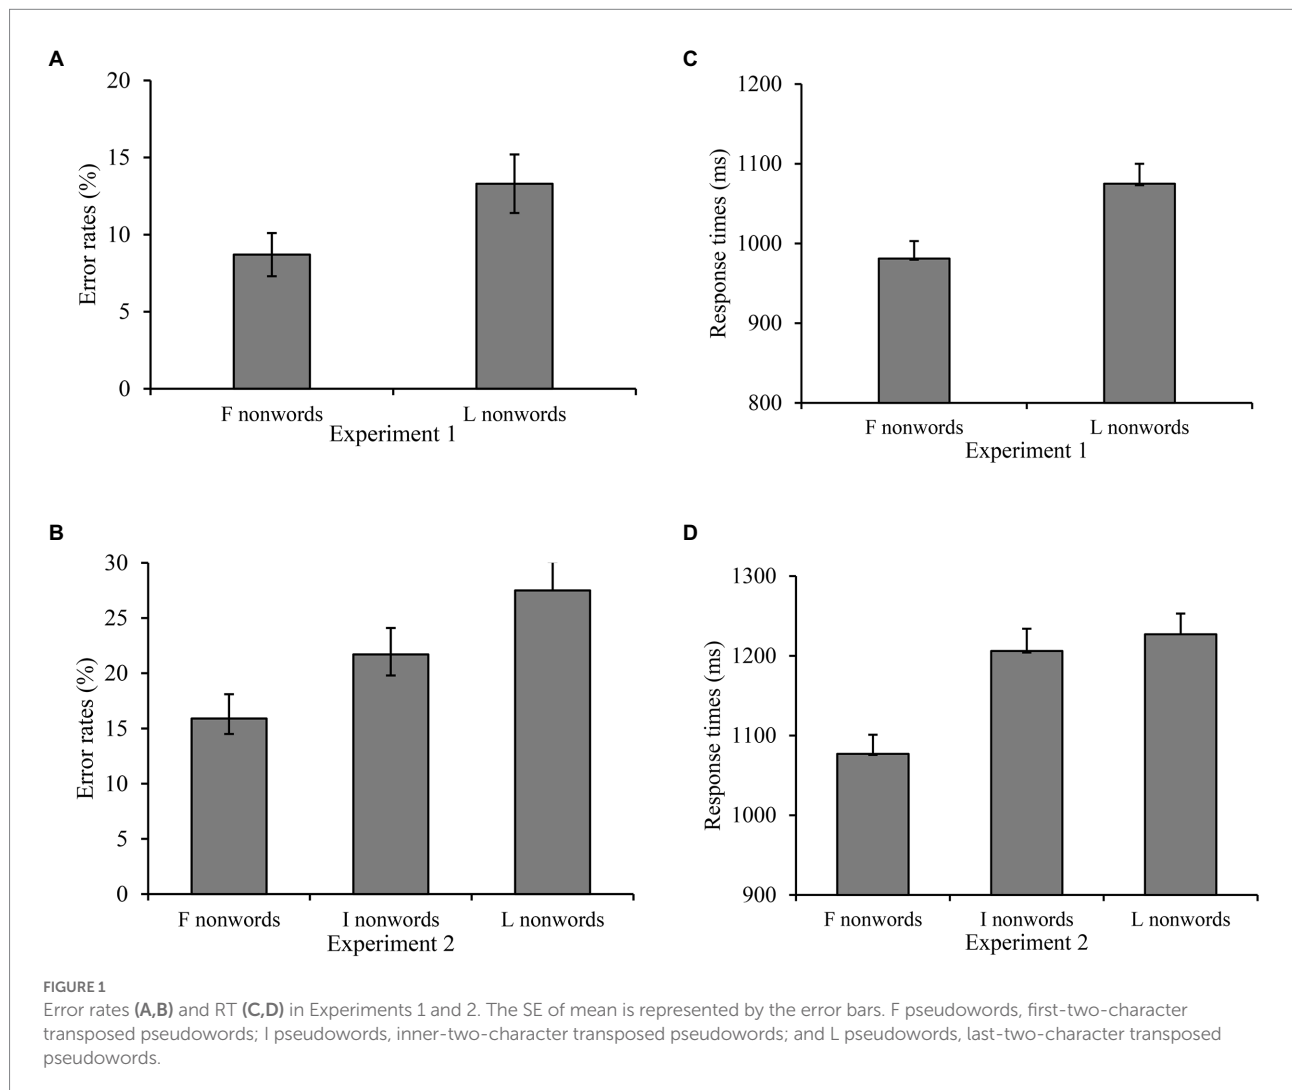 A
20
15
10
5
0
Error rates (%)
F nonwords
L nonwords
Experiment 1
C
1200
1100
1000
900
800
Response times (ms)
F nonwords
L nonwords
Experiment 1
B
30
25
20
15
10
5
0
Error rates (%)
F nonwords
I nonwords
L nonwords
Experiment 2
D
1300
1200
1100
1000
900
Response times (ms)
F nonwords
I nonwords
L nonwords
Experiment 2
FIGURE 1
Error rates (A,B) and RT (C,D) in Experiments 1 and 2. The SE of mean is represented by the error bars. F pseudowords, first-two-character
transposed pseudowords; I pseudowords, inner-two-character transposed pseudowords; and L pseudowords, last-two-character transposed
pseudowords.